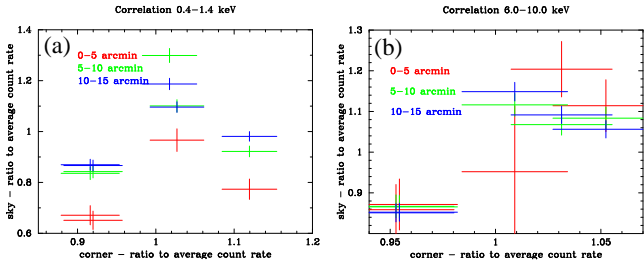 Correlation 0.4−1.4 keV
(a)
0−5 arcmin
5−10 arcmin
10−15 arcmin
sky − ratio to average count rate
1.4
1.2
1
0.8
0.6
0.9
1
1.1
1.2
corner − ratio to average count rate
Correlation 6.0−10.0 keV
(b)
0−5 arcmin
5−10 arcmin
10−15 arcmin
sky − ratio to average count rate
1.3
1.2
1.1
1
0.9
0.95
1
1.05
corner − ratio to average count rate